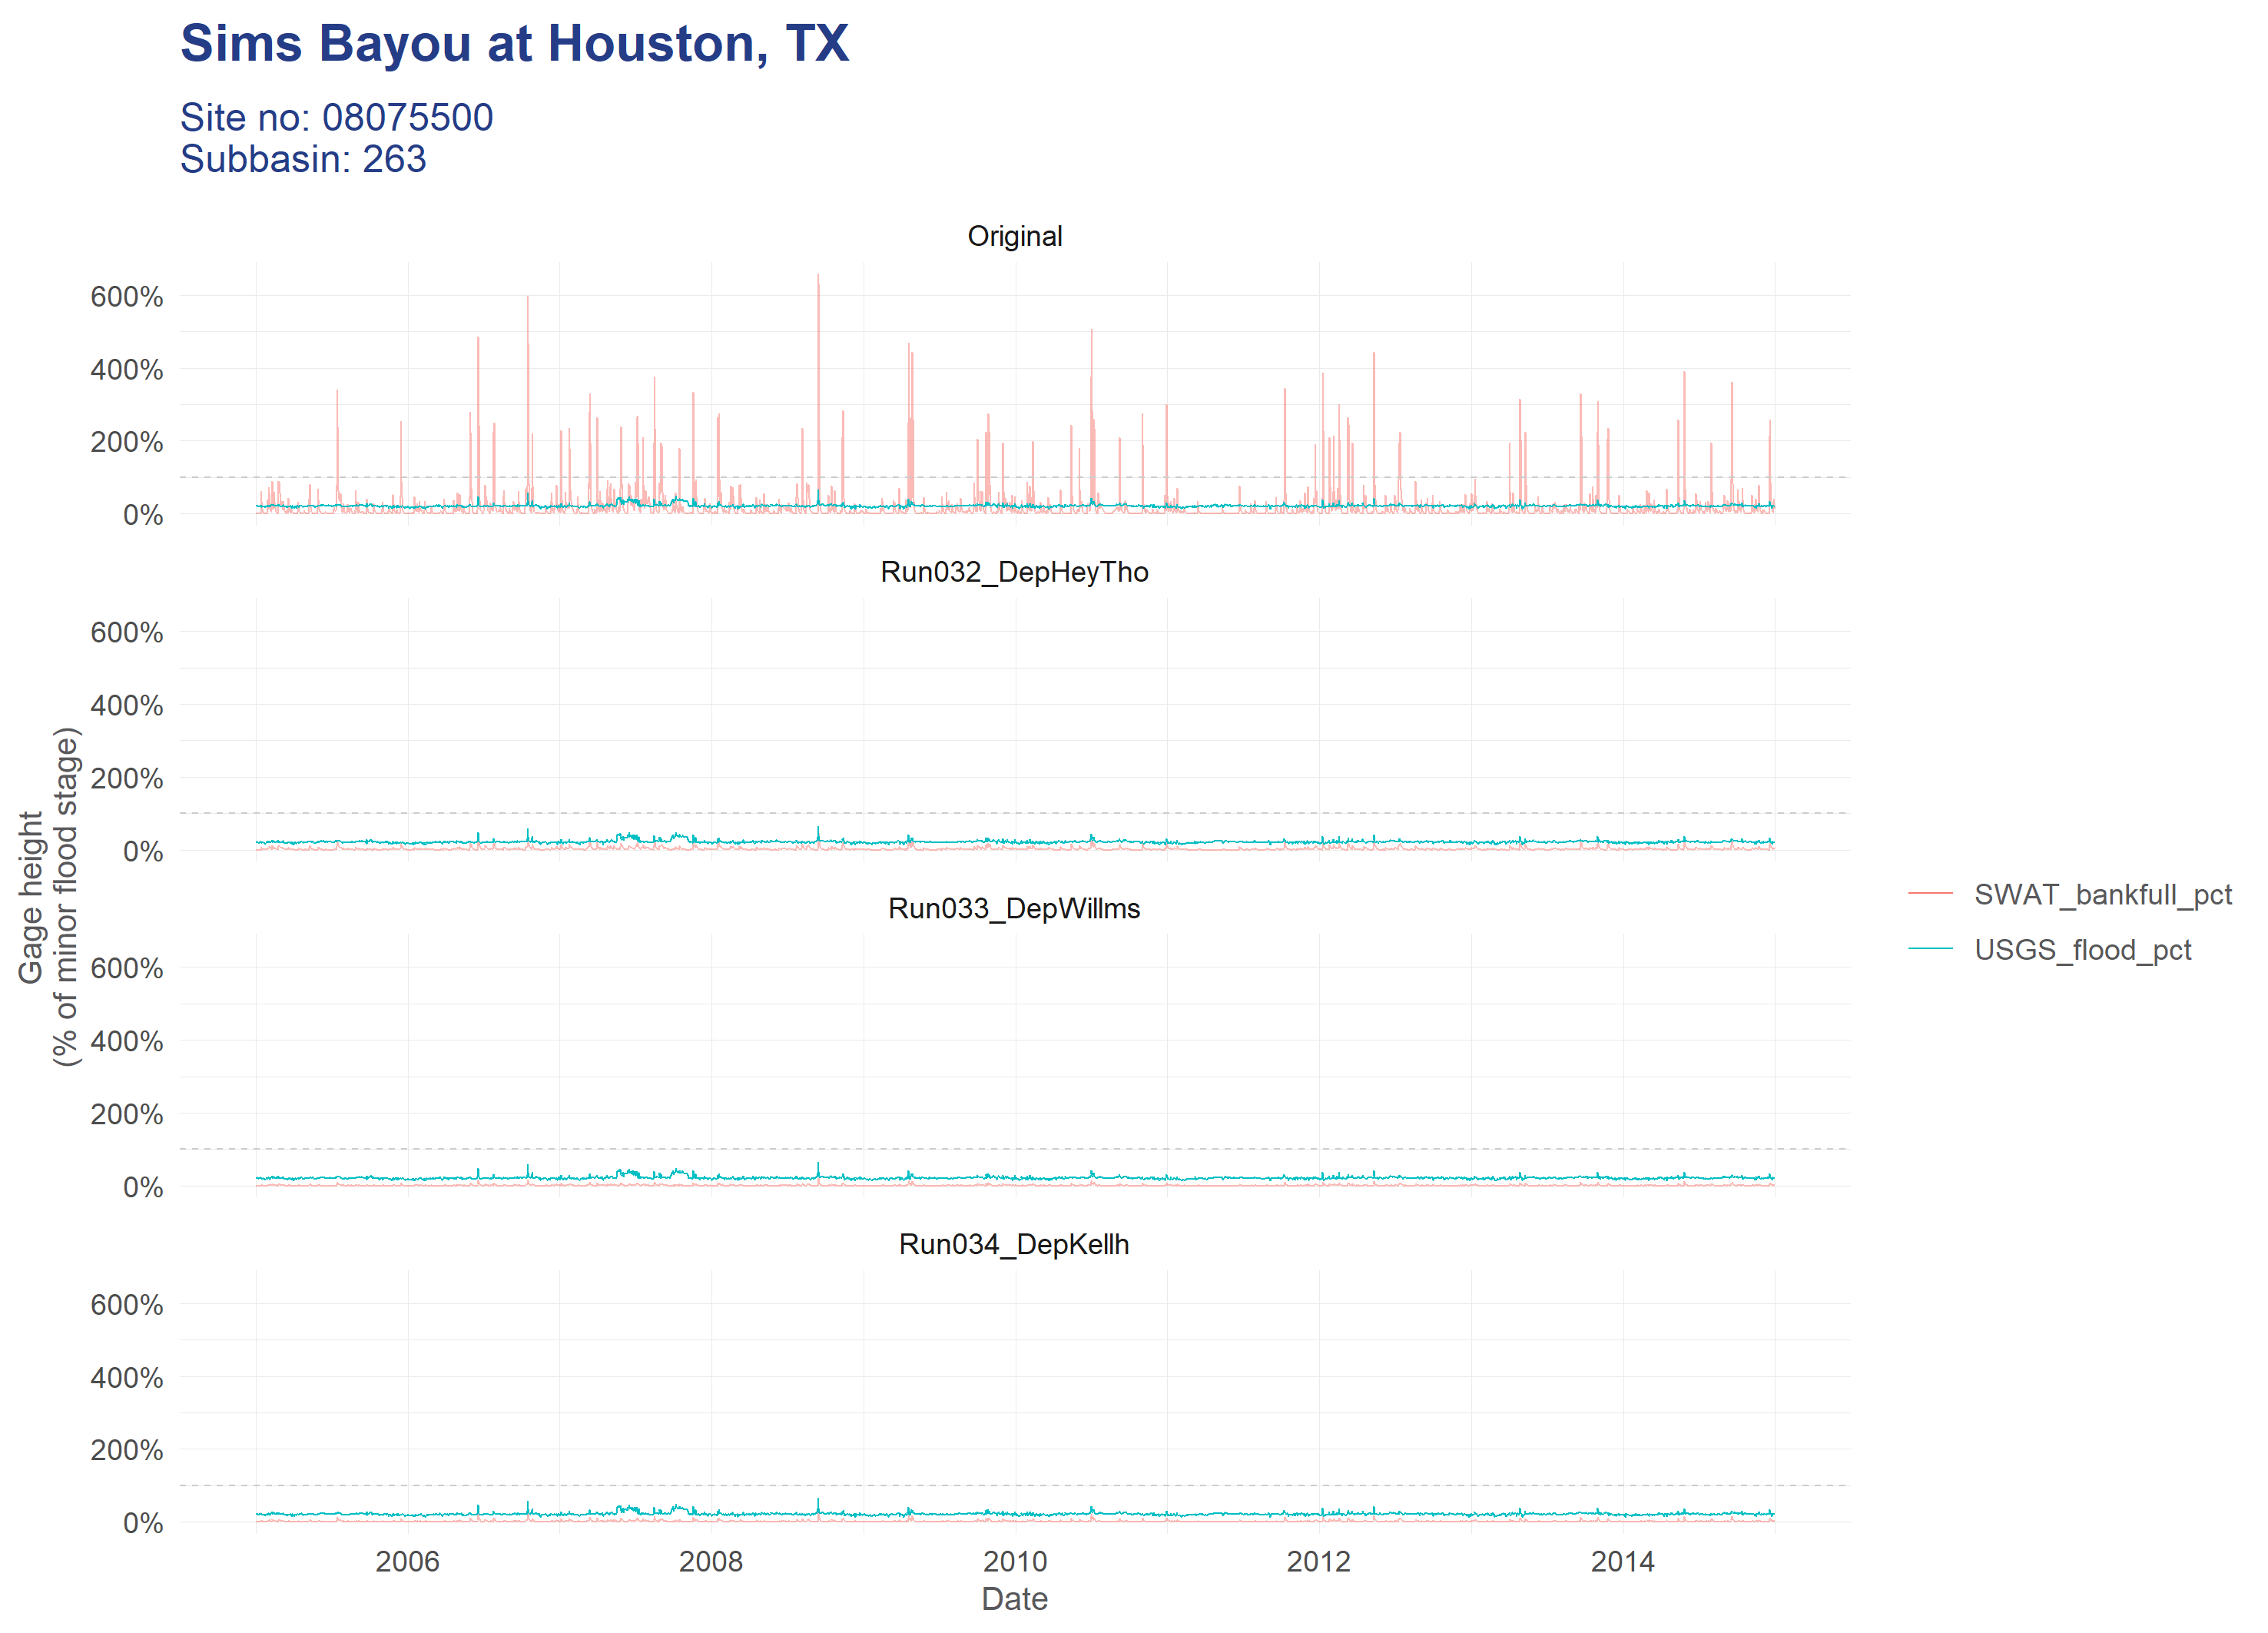 Sims Bayou at Houston, TX
Site no: 08075500
Subbasin: 263
Original
600%
400%
200%
0%
Run032_DepHeyTho
600%
400%
200%
0%
Run033_DepWillms
600%
400%
200%
0%
Run034_DepKellh
600%
400%
200%
0%
2006 2008 2010 2012 2014
Date
Gage height
(% of minor flood stage)
SWAT_bankfull_pct
USGS_flood_pct